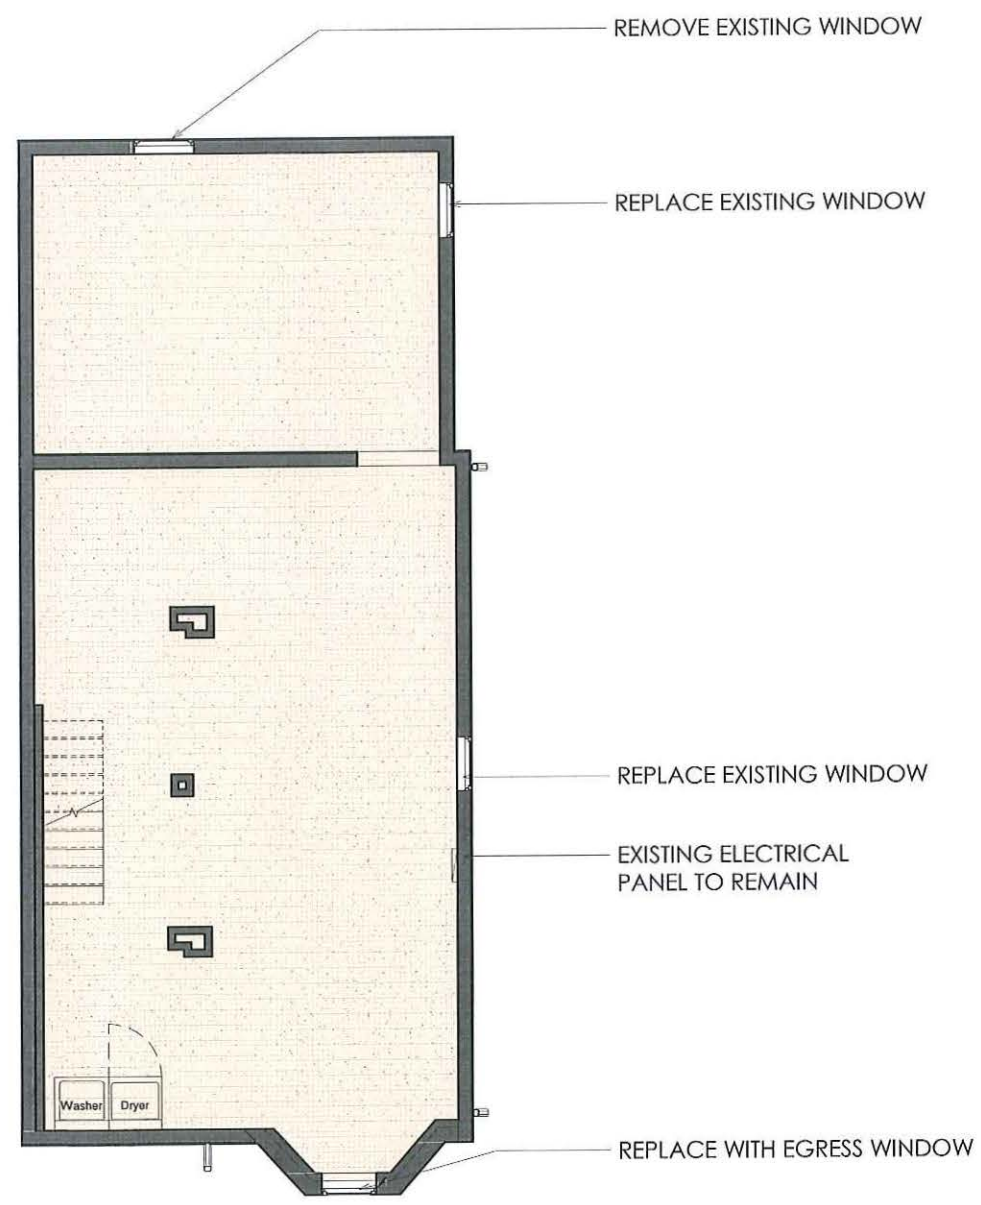 REMOVE EXISTING WINDOW
REPLACE EXISTING WINDOW
REPLACE EXISTING WINDOW
EXISTING ELECTRICAL
PANEL TO REMAIN
Washer Dryer
REPLACE WITH EGRESS WINDOW